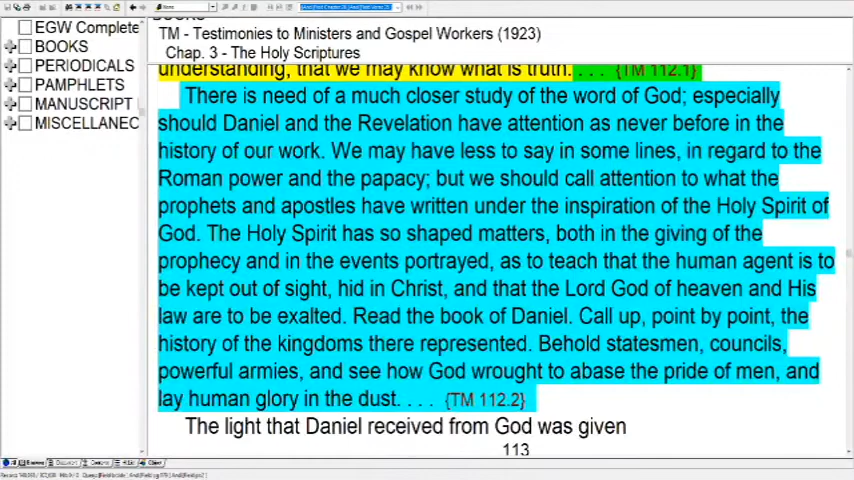 BOOKS
EGW Complete
BOOKS
PERIODICALS
PAMPHLETS
MANUSCRIPT
MISCELLANEC
TM - Testimonies to Ministers and Gospel Workers (1923)
Chap. 3 - The Holy Scriptures
understanding, that we may know what is truth. . . . {TM 112.1}
There is need of a much closer study of the word of God; especially
should Daniel and the Revelation have attention as never before in the
history of our work. We may have less to say in some lines, in regard to the
Roman power and the papacy; but we should call attention to what the
prophets and apostles have written under the inspiration of the Holy Spirit of
God. The Holy Spirit has so shaped matters, both in the giving of the
prophecy and in the events portrayed, as to teach that the human agent is to
be kept out of sight, hid in Christ, and that the Lord God of heaven and His
law are to be exalted. Read the book of Daniel. Call up, point by point, the
history of the kingdoms there represented. Behold statesmen, councils,
powerful armies, and see how God wrought to abase the pride of men, and
lay human glory in the dust. . . . {TM 112.2}
The light that Daniel received from God was given
113